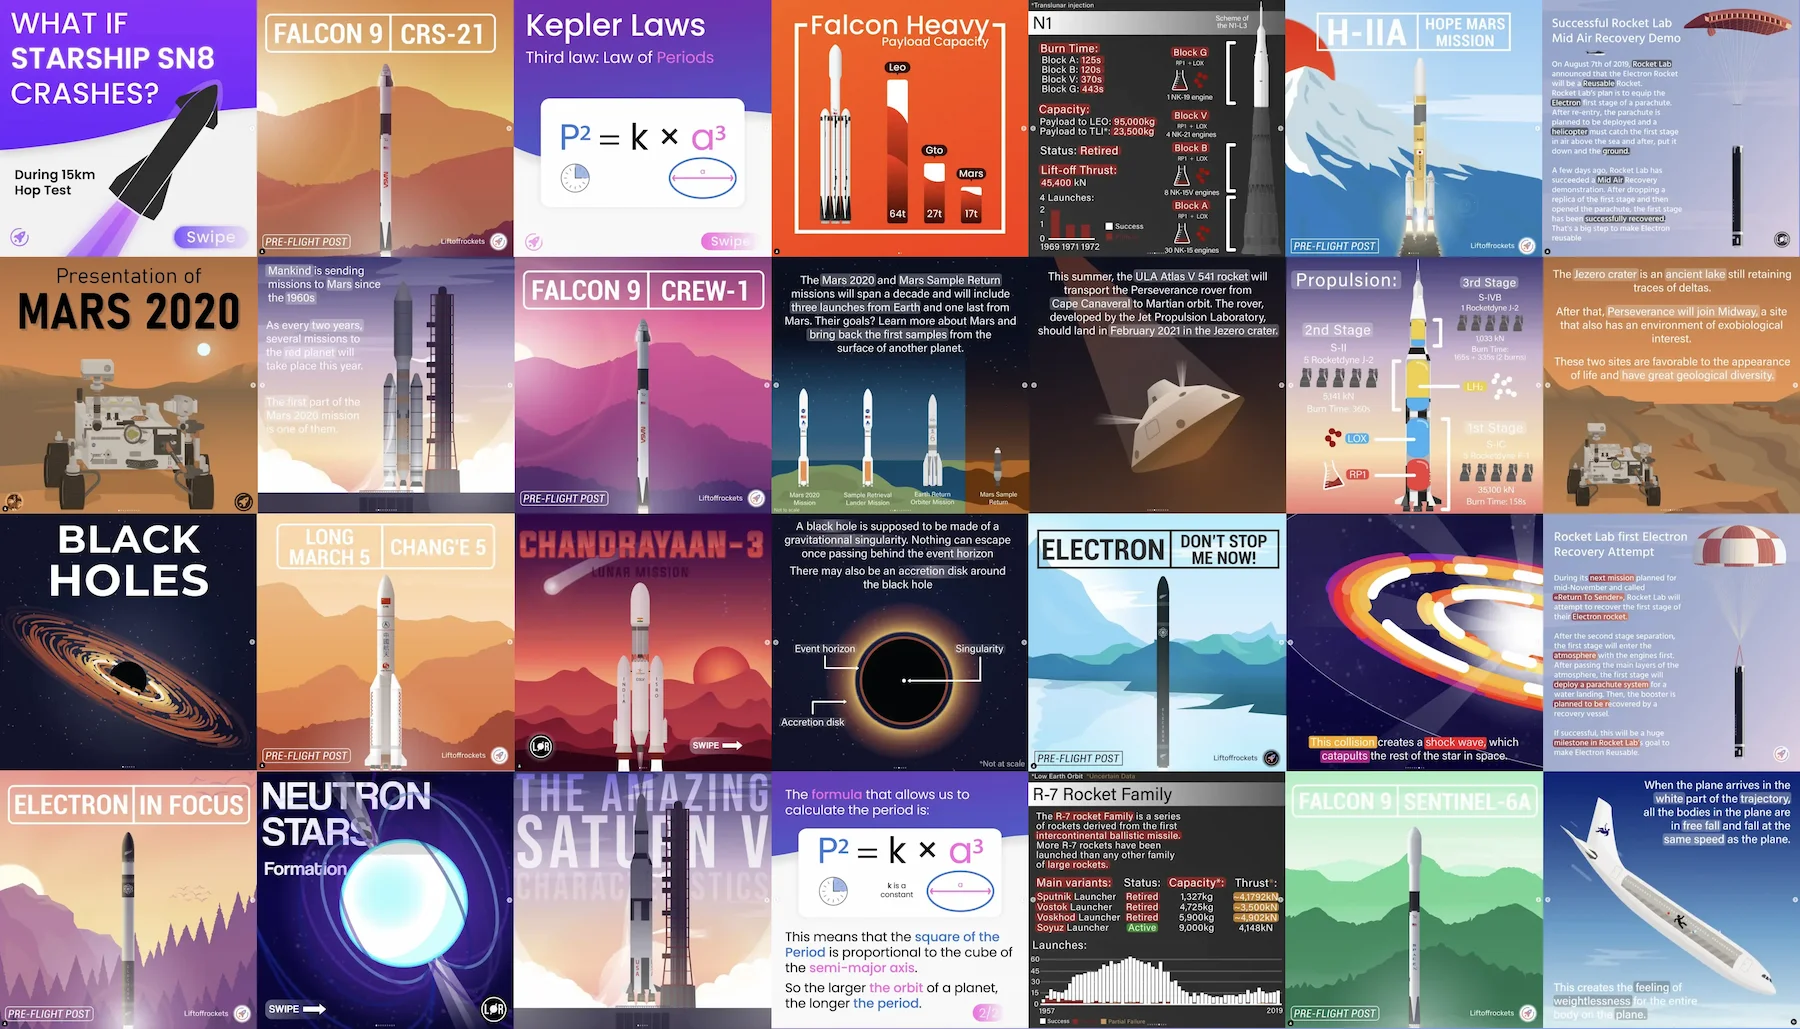 WHAT IF
STARSHIP SN8
CRASHES?
During 15km
Hop Test
Swipe
FALCON 9 CRS-21
NASA
PRE-FLIGHT POST
Liftoffrockets
Kepler Laws
Third law: Law of Periods
P² = k × a³
a
Swipe
Falcon Heavy
Payload Capacity
Leo
Gto
Mars
64t
27t
17t
*Translunar injection
N1
Scheme of
the N1-L3
Burn Time:
Block A: 125s
Block B: 120s
Block V: 370s
Block G: 443s
Capacity:
Payload to LEO: 95,000kg
Payload to TLI*: 23,500kg
Status: Retired
Lift-off Thrust:
45,400 kN
4 Launches:
2
1
0
1969 1971 1972
Success
Block G
RP1 + LOX
1 NK-19 engine
Block V
RP1 + LOX
4 NK-21 engines
Block B
RP1 + LOX
8 NK-15V engines
Block A
RP1 + LOX
30 NK-15 engines
H-IIA HOPE MARS
MISSION
PRE-FLIGHT POST
Liftoffrockets
Successful Rocket Lab
Mid Air Recovery Demo
On August 7th of 2019, Rocket Lab
announced that the Electron Rocket
will be a Reusable Rocket.
Rocket Lab's plan is to equip the
Electron first stage of a parachute.
After re-entry, the parachute is
planned to be deployed and a
helicopter must catch the first stage
in air above the sea and after, put it
down and the ground.
A few days ago, Rocket Lab has
succeeded a Mid Air Recovery
demonstration. After dropping a
replica of the first stage and then
opened the parachute, the first stage
has been successfully recovered.
That's a big step to make Electron
reusable
Presentation of
MARS 2020
Mankind is sending
missions to Mars since
the 1960s
As every two years,
several missions to
the red planet will
take place this year.
The first part of the
Mars 2020 mission
is one of them.
FALCON 9 CREW-1
NASA
PRE-FLIGHT POST
Liftoffrockets
The Mars 2020 and Mars Sample Return
missions will span a decade and will include
three launches from Earth and one last from
Mars. Their goals? Learn more about Mars and
bring back the first samples from the
surface of another planet.
Mars 2020
Mission
Sample Retrieval
Lander Mission
Earth Return
Orbiter Mission
Mars Sample
Return
Not to scale
This summer, the ULA Atlas V 541 rocket will
transport the Perseverance rover from
Cape Canaveral to Martian orbit. The rover,
developed by the Jet Propulsion Laboratory,
should land in February 2021 in the Jezero crater.
Propulsion:
3rd Stage
S-IVB
1 Rocketdyne J-2
1,033 kN
Burn Time:
165s + 335s (2 burns)
2nd Stage
S-II
5 Rocketdyne J-2
5,141 kN
Burn Time: 360s
LH₂
LOX
RP1
1st Stage
S-IC
5 Rocketdyne F-1
35,100 kN
Burn Time: 158s
The Jezero crater is an ancient lake still retaining
traces of deltas.
After that, Perseverance will join Midway, a site
that also has an environment of exobiological
interest.
These two sites are favorable to the appearance
of life and have great geological diversity.
BLACK
HOLES
LONG
MARCH 5 CHANG'E 5
PRE-FLIGHT POST
Liftoffrockets
CHANDRAYAAN-3
LUNAR MISSION
INDIA
ISRO
LØR
SWIPE
A black hole is supposed to be made of a
gravitationnal singularity. Nothing can escape
once passing behind the event horizon
There may also be an accretion disk around
the black hole
Event horizon
Singularity
Accretion disk
*Not at scale
ELECTRON DON'T STOP
ME NOW!
PRE-FLIGHT POST
Liftoffrockets
This collision creates a shock wave, which
catapults the rest of the star in space.
Rocket Lab first Electron
Recovery Attempt
During its next mission planned for
mid-November and called
«Return To Sender», Rocket Lab will
attempt to recover the first stage of
their Electron rocket.
After the second stage separation,
the first stage will enter the
atmosphere with the engines first.
After passing the main layers of the
atmosphere, the first stage will
deploy a parachute system for a
water landing. Then, the booster is
planned to be recovered by a
recovery vessel.
If successful, this will be a huge
milestone in Rocket Lab's goal to
make Electron Reusable.
ELECTRON IN FOCUS
PRE-FLIGHT POST
Liftoffrockets
NEUTRON
STARS
Formation
SWIPE
LØR
THE AMAZING
SATURN V
CHARACTERISTICS
USA
The formula that allows us to
calculate the period is:
P² = k × a³
k is a
constant
a
This means that the square of the
Period is proportional to the cube of
the semi-major axis.
So the larger the orbit of a planet,
the longer the period.
2/2
*Low Earth Orbit *Uncertain Data
R-7 Rocket Family
The R-7 rocket Family is a series
of rockets derived from the first
intercontinental ballistic missile.
More R-7 rockets have been
launched than any other family
of large rockets.
Main variants: Status: Capacity*: Thrust*:
Sputnik Launcher Retired 1,327kg ~4,1792kN
Vostok Launcher Retired 4,725kg ~3,500kN
Voskhod Launcher Retired 5,900kg ~4,902kN
Soyuz Launcher Active 9,000kg 4,148kN
Launches:
60
45
30
15
0
1957
2019
Success
Partial Failure
FALCON 9 SENTINEL-6A
PRE-FLIGHT POST
Liftoffrockets
When the plane arrives in the
white part of the trajectory,
all the bodies in the plane are
in free fall and fall at the
same speed as the plane.
This creates the feeling of
weightlessness for the entire
body on the plane.